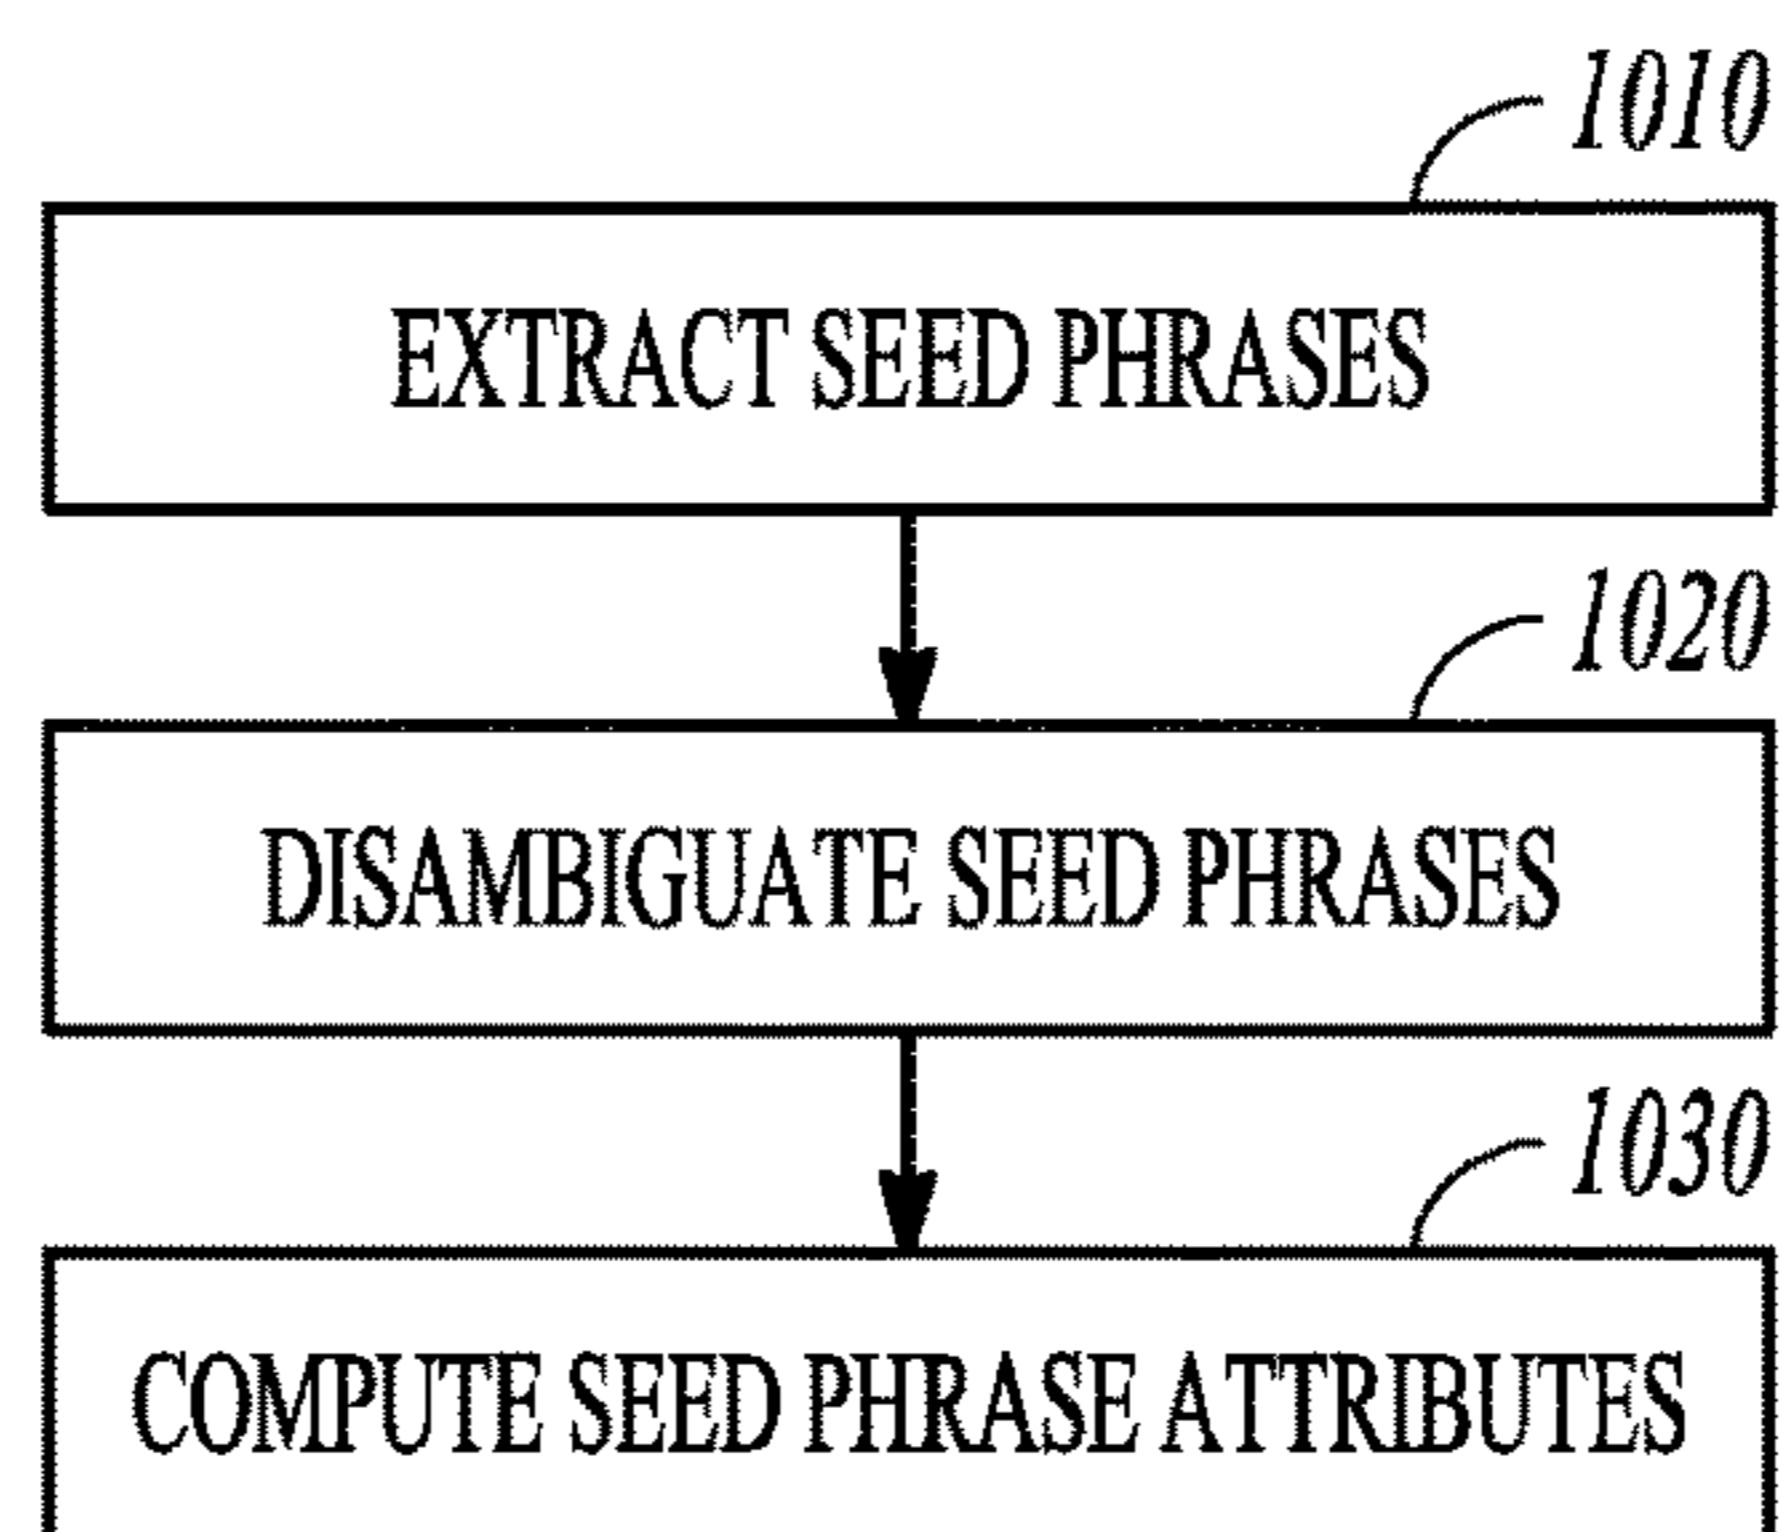 1010
EXTRACT SEED PHRASES
1020
DISAMBIGUATE SEED PHRASES
1030
COMPUTE SEED PHRASE ATTRIBUTES